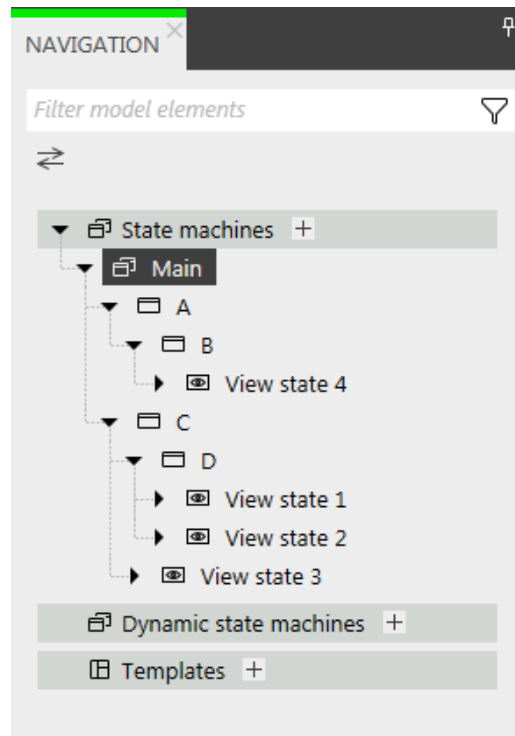 NAVIGATION
Filter model elements
State machines
Main
A
B
View state 4
C
D
View state 1
View state 2
View state 3
Dynamic state machines
Templates